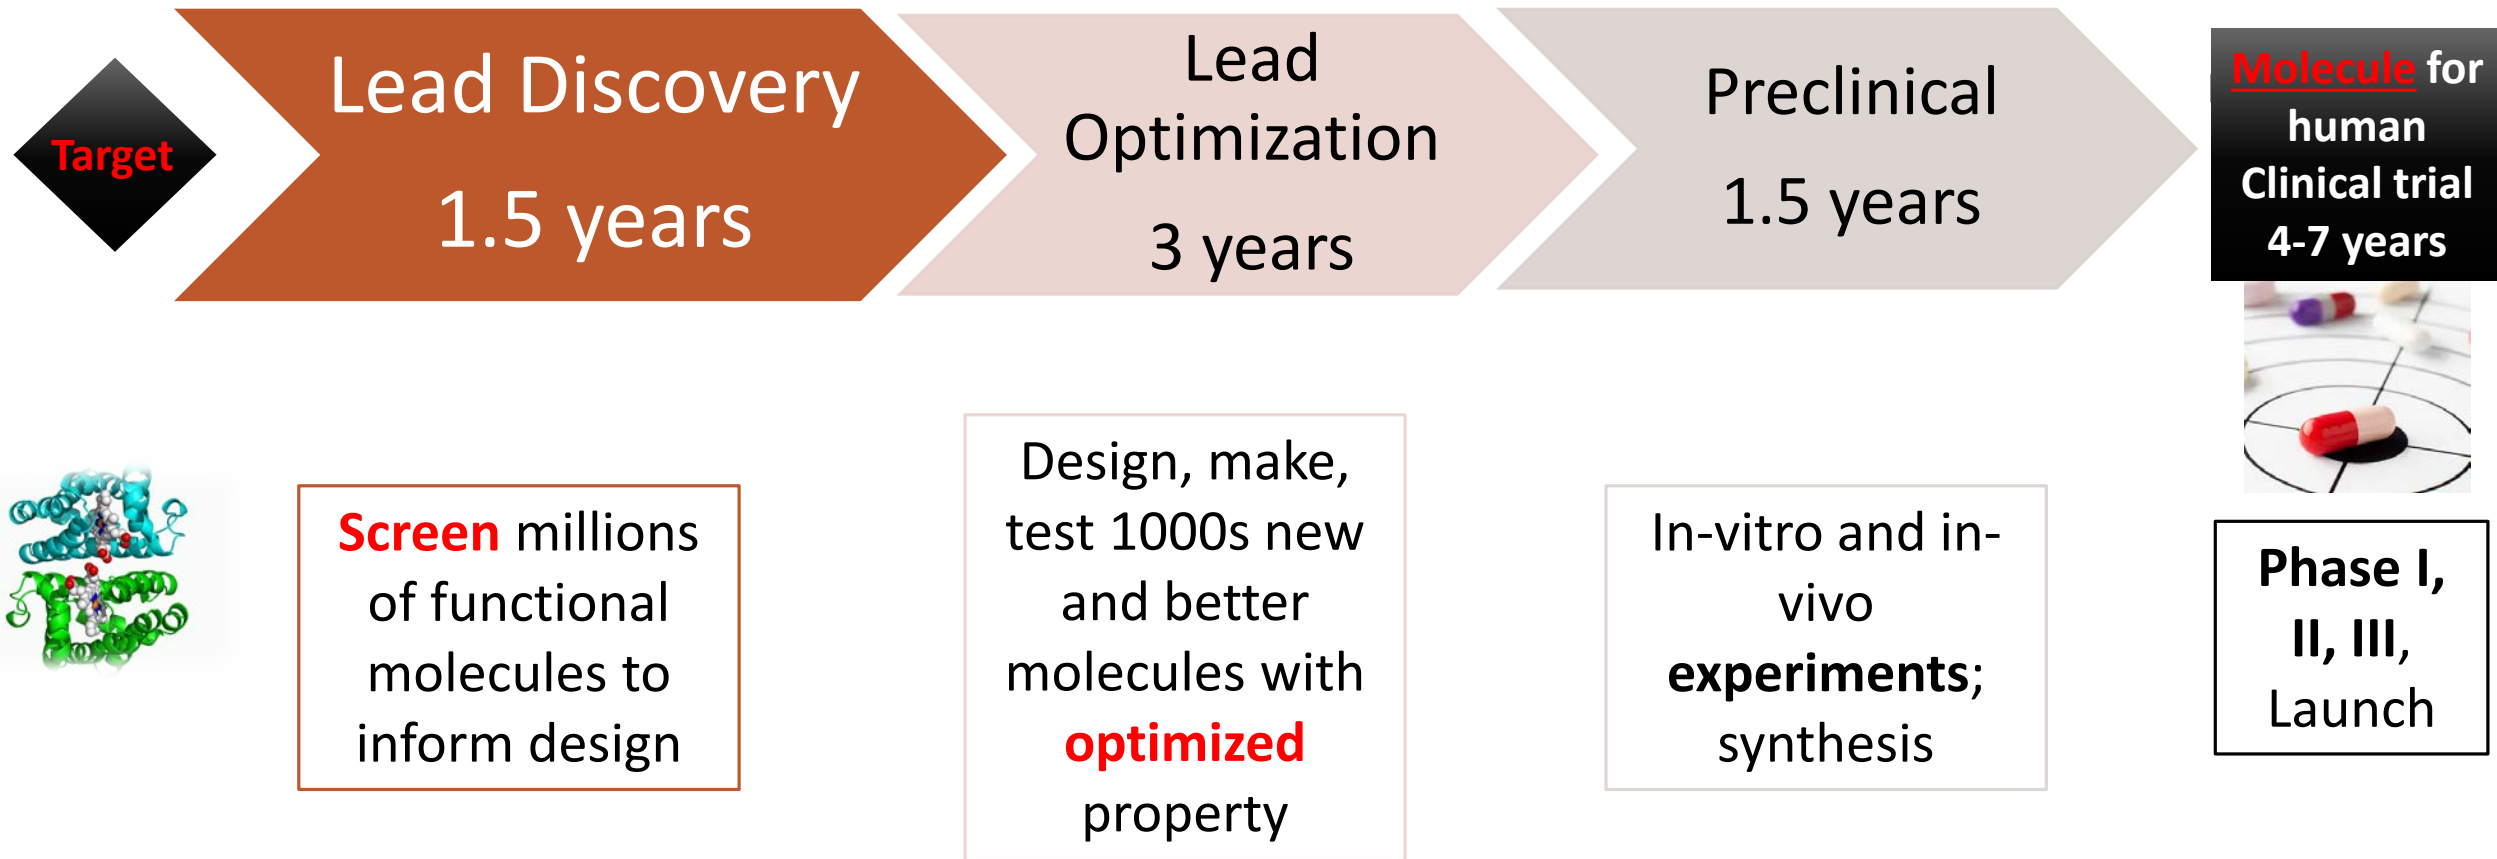 Target
Lead Discovery
1.5 years
Lead
Optimization
3 years
Preclinical
1.5 years
Molecule for
human
Clinical trial
4-7 years
Screen millions
of functional
molecules to
inform design
Design, make,
test 1000s new
and better
molecules with
optimized
property
In-vitro and in-
vivo
experiments;
synthesis
Phase I,
II, III,
Launch